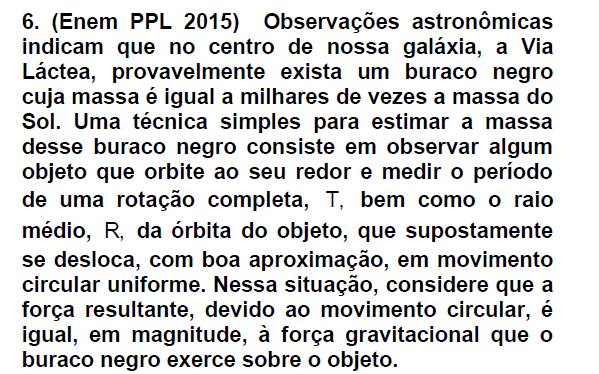 6. (Enem PPL 2015) Observações astronômicas
indicam que no centro de nossa galáxia, a Via
Láctea, provavelmente exista um buraco negro
cuja massa é igual a milhares de vezes a massa do
Sol. Uma técnica simples para estimar a massa
desse buraco negro consiste em observar algum
objeto que orbite ao seu redor e medir o período
de uma rotação completa, T, bem como o raio
médio, R, da órbita do objeto, que supostamente
se desloca, com boa aproximação, em movimento
circular uniforme. Nessa situação, considere que a
força resultante, devido ao movimento circular, é
igual, em magnitude, à força gravitacional que o
buraco negro exerce sobre o objeto.